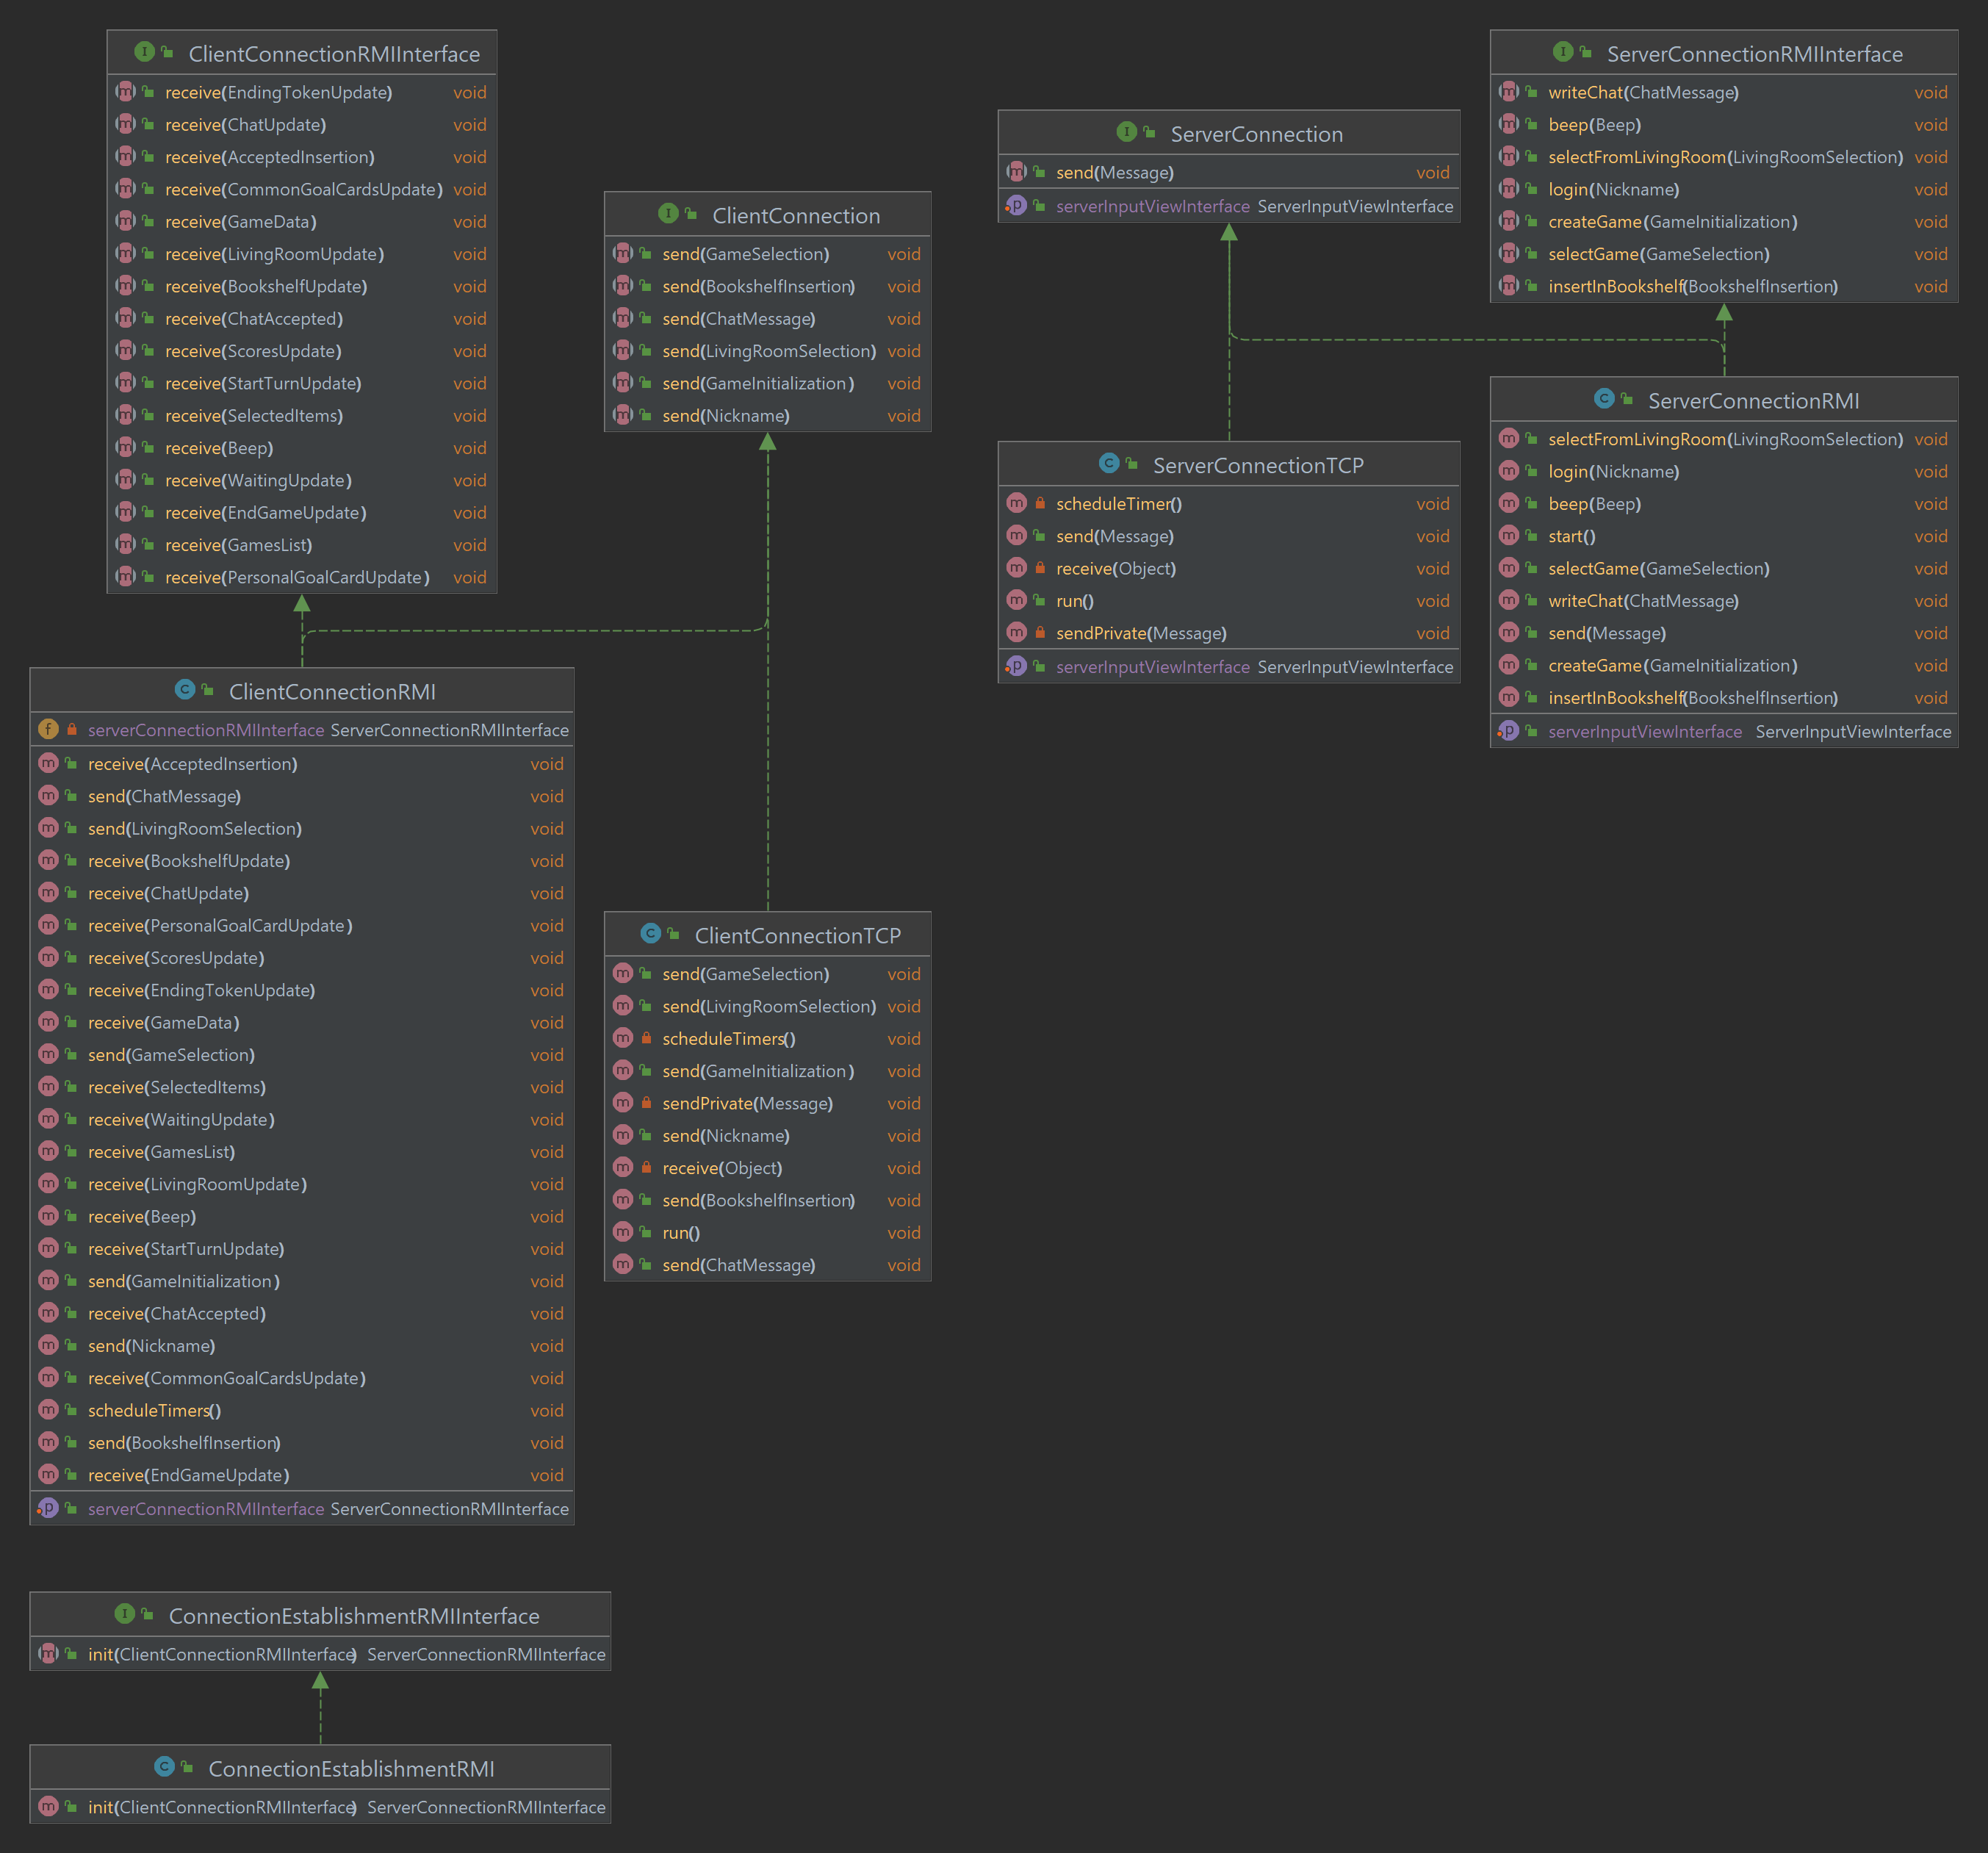 ClientConnectionRMIInterface
receive(EndingTokenUpdate) void
receive(ChatUpdate) void
receive(AcceptedInsertion) void
receive(CommonGoalCardsUpdate) void
receive(GameData) void
receive(LivingRoomUpdate) void
receive(BookshelfUpdate) void
receive(ChatAccepted) void
receive(ScoresUpdate) void
receive(StartTurnUpdate) void
receive(SelectedItems) void
receive(Beep) void
receive(WaitingUpdate) void
receive(EndGameUpdate) void
receive(GamesList) void
receive(PersonalGoalCardUpdate) void
ClientConnection
send(GameSelection) void
send(BookshelfInsertion) void
send(ChatMessage) void
send(LivingRoomSelection) void
send(GameInitialization) void
send(Nickname) void
ServerConnection
send(Message) void
serverInputViewInterface ServerInputViewInterface
ServerConnectionRMIInterface
writeChat(ChatMessage) void
beep(Beep) void
selectFromLivingRoom(LivingRoomSelection) void
login(Nickname) void
createGame(GameInitialization) void
selectGame(GameSelection) void
insertInBookshelf(BookshelfInsertion) void
ServerConnectionTCP
scheduleTimer() void
send(Message) void
receive(Object) void
run() void
sendPrivate(Message) void
serverInputViewInterface ServerInputViewInterface
ServerConnectionRMI
selectFromLivingRoom(LivingRoomSelection) void
login(Nickname) void
beep(Beep) void
start() void
selectGame(GameSelection) void
writeChat(ChatMessage) void
send(Message) void
createGame(GameInitialization) void
insertInBookshelf(BookshelfInsertion) void
serverInputViewInterface ServerInputViewInterface
ClientConnectionRMI
serverConnectionRMIInterface ServerConnectionRMIInterface
receive(AcceptedInsertion) void
send(ChatMessage) void
send(LivingRoomSelection) void
receive(BookshelfUpdate) void
receive(ChatUpdate) void
receive(PersonalGoalCardUpdate) void
receive(ScoresUpdate) void
receive(EndingTokenUpdate) void
receive(GameData) void
send(GameSelection) void
receive(SelectedItems) void
receive(WaitingUpdate) void
receive(GamesList) void
receive(LivingRoomUpdate) void
receive(Beep) void
receive(StartTurnUpdate) void
send(GameInitialization) void
receive(ChatAccepted) void
send(Nickname) void
receive(CommonGoalCardsUpdate) void
scheduleTimers() void
send(BookshelfInsertion) void
receive(EndGameUpdate) void
serverConnectionRMIInterface ServerConnectionRMIInterface
ClientConnectionTCP
send(GameSelection) void
send(LivingRoomSelection) void
scheduleTimers() void
send(GameInitialization) void
sendPrivate(Message) void
send(Nickname) void
receive(Object) void
send(BookshelfInsertion) void
run() void
send(ChatMessage) void
ConnectionEstablishmentRMIInterface
init(ClientConnectionRMIInterface) ServerConnectionRMIInterface
ConnectionEstablishmentRMI
init(ClientConnectionRMIInterface) ServerConnectionRMIInterface